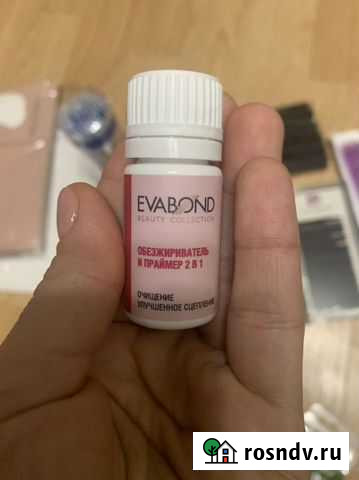 EVABOND
BEAUTY COLLECTION
ОБЕЗЖИРИВАТЕЛЬ
И ПРАЙМЕР 2 В 1
ОЧИЩЕНИЕ
УЛУЧШЕННОЕ СЦЕПЛЕНИЕ
rosndv.ru